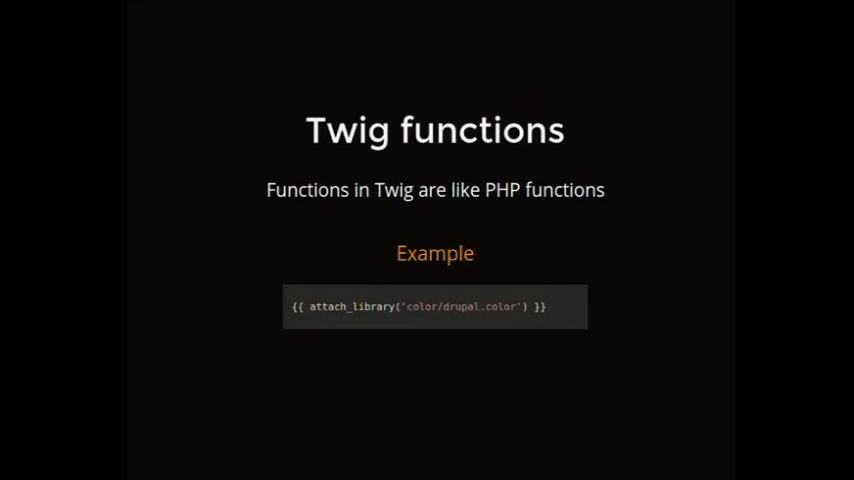 Twig functions
Functions in Twig are like PHP functions
Example
{{ attach_library('color/drupal.color') }}